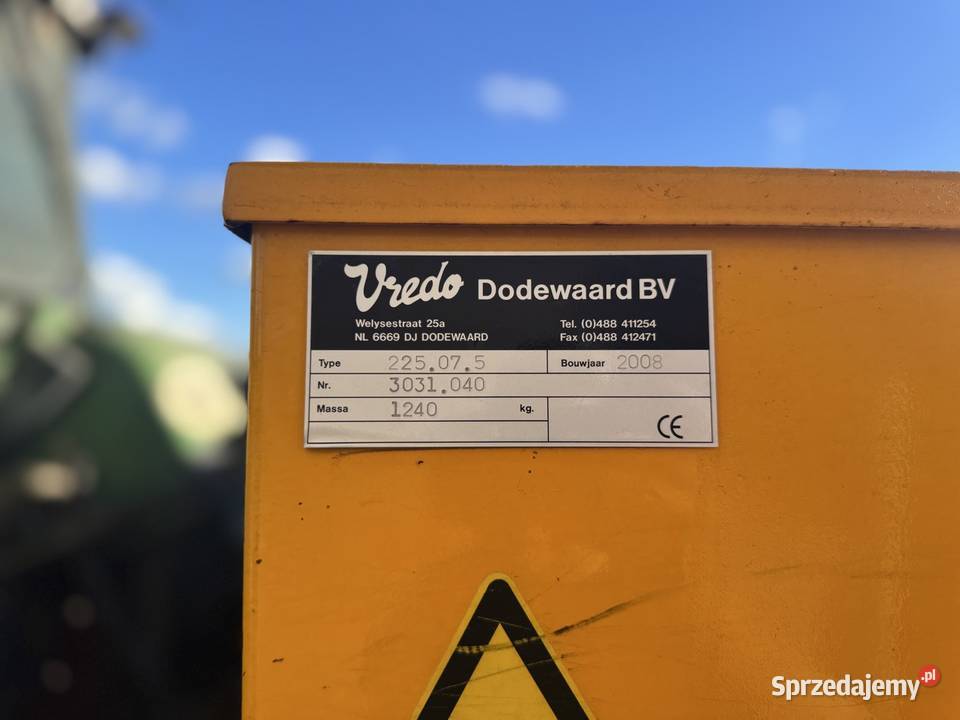 Vredo Dodewaard BV
Welysestraat 25a Tel. (0)488 411254
NL 6669 DJ DODEWAARD Fax (0)488 412471
Type 225.07.5 Bouwjaar 2008
Nr. 3031.040
Massa 1240 kg.
CE
Sprzedajemy.pl